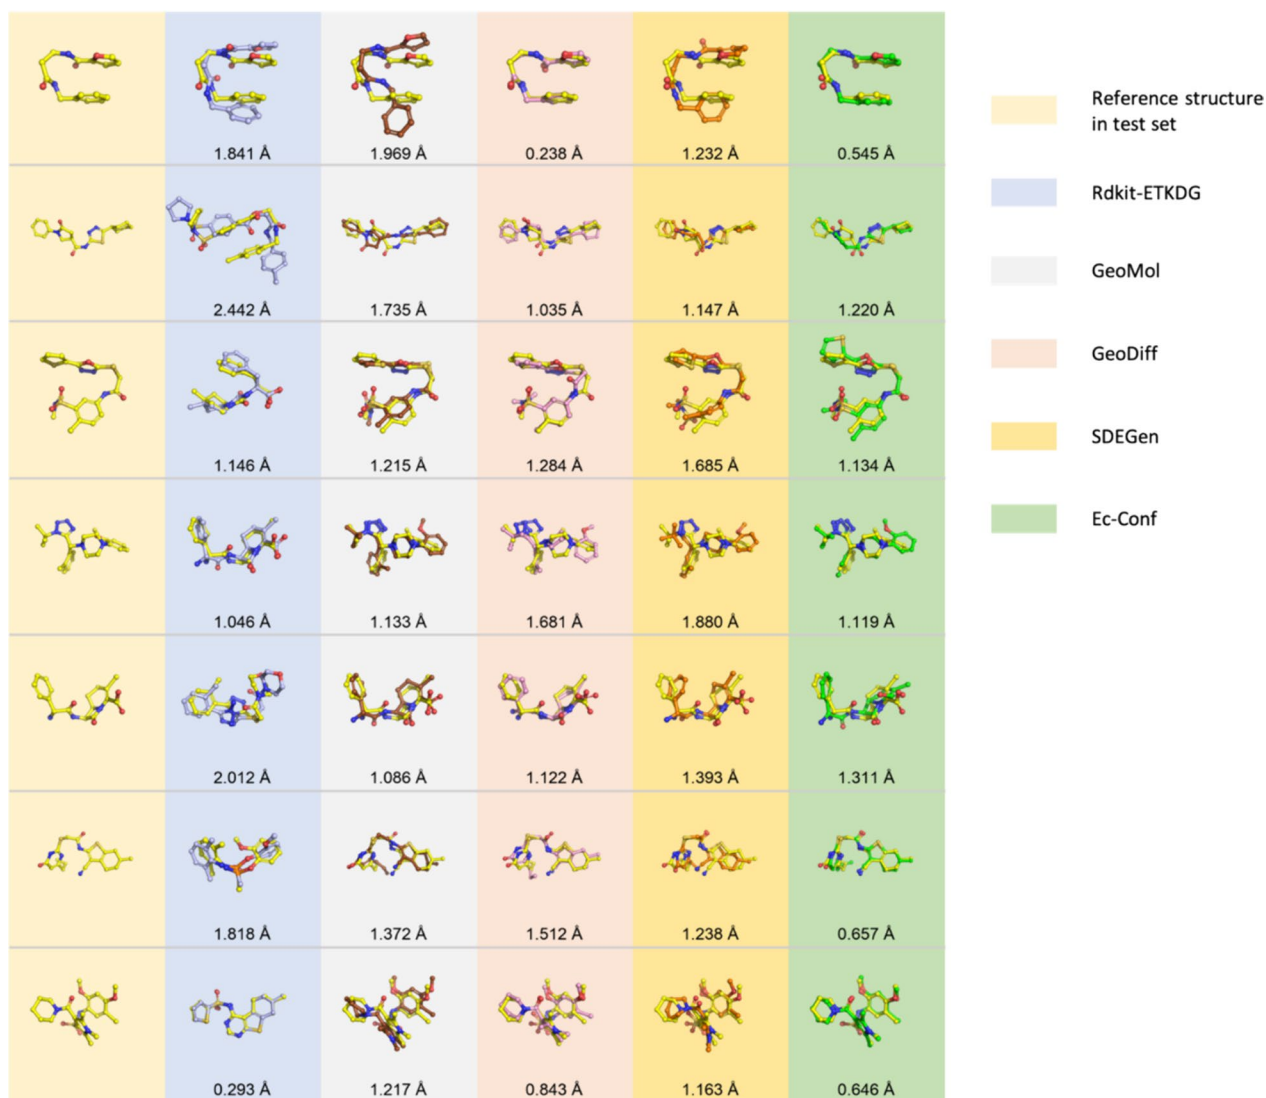 Reference structure
in test set
Rdkit-ETKDG
GeoMol
GeoDiff
SDEGen
Ec-Conf
1.841 Å 1.969 Å 0.238 Å 1.232 Å 0.545 Å
2.442 Å 1.735 Å 1.035 Å 1.147 Å 1.220 Å
1.146 Å 1.215 Å 1.284 Å 1.685 Å 1.134 Å
1.046 Å 1.133 Å 1.681 Å 1.880 Å 1.119 Å
2.012 Å 1.086 Å 1.122 Å 1.393 Å 1.311 Å
1.818 Å 1.372 Å 1.512 Å 1.238 Å 0.657 Å
0.293 Å 1.217 Å 0.843 Å 1.163 Å 0.646 Å